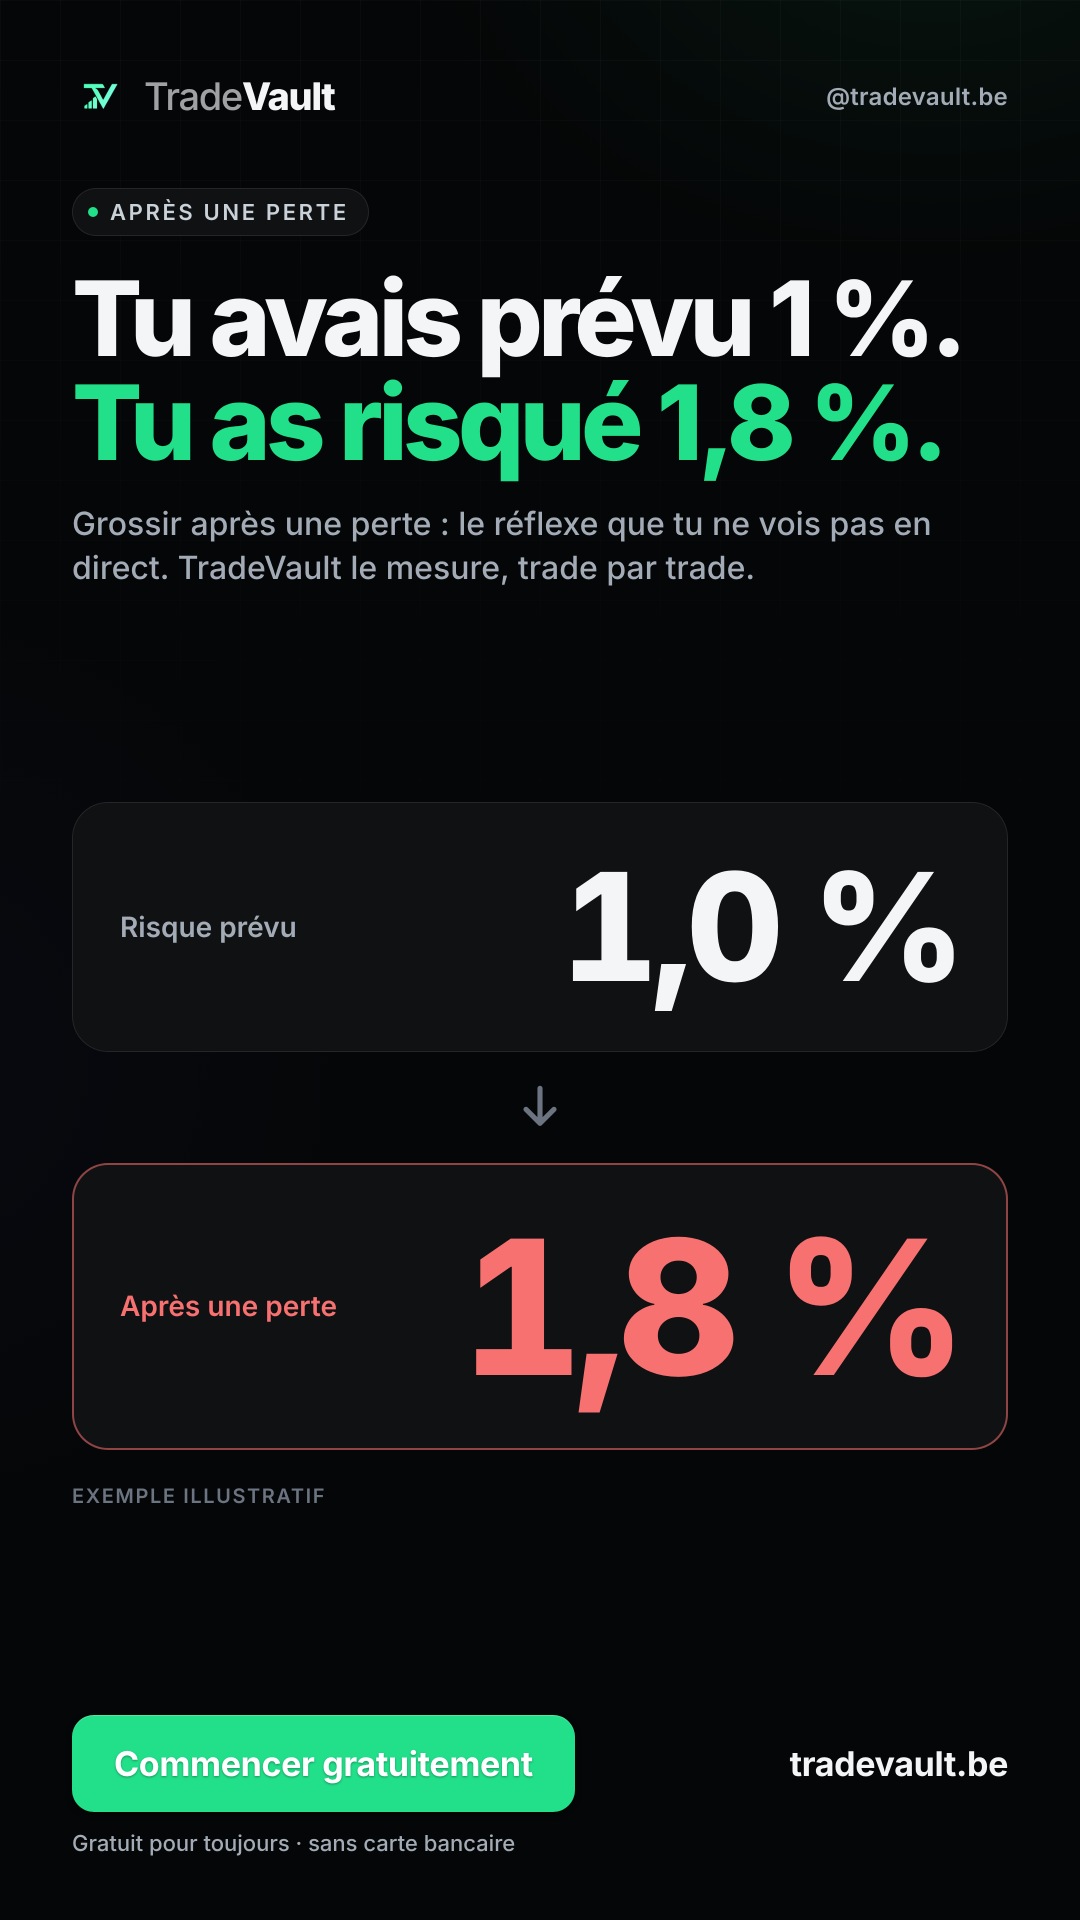 TradeVault
@tradevault.be
APRÈS UNE PERTE
Tu avais prévu 1 %.
Tu as risqué 1,8 %.
Grossir après une perte : le réflexe que tu ne vois pas en
direct. TradeVault le mesure, trade par trade.
Risque prévu
1,0 %
Après une perte
1,8 %
EXEMPLE ILLUSTRATIF
Commencer gratuitement
tradevault.be
Gratuit pour toujours · sans carte bancaire